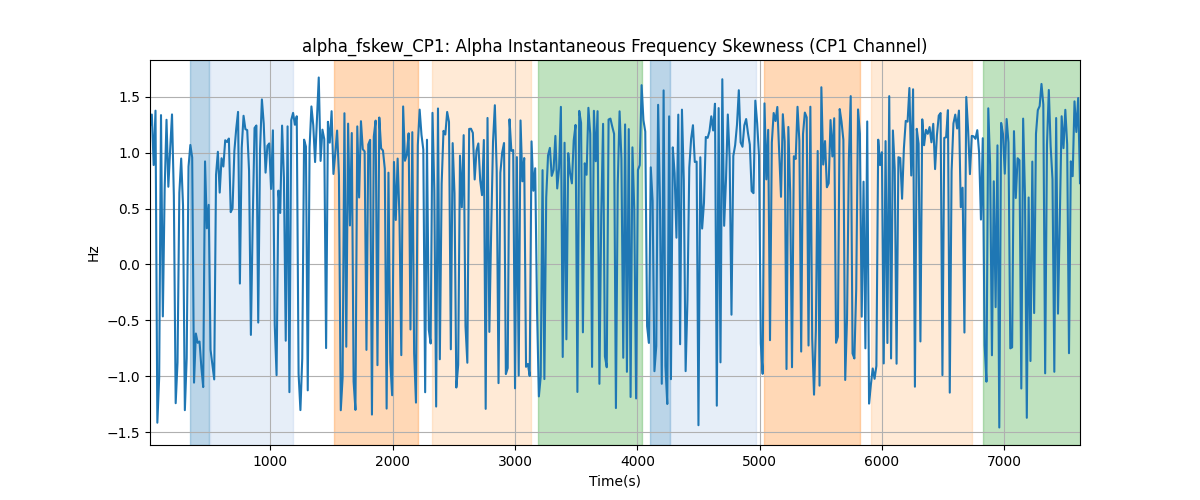 alpha_fskew_CP1: Alpha Instantaneous Frequency Skewness (CP1 Channel)
1.5
1.0
0.5
0.0
−0.5
−1.0
−1.5
Hz
1000 2000 3000 4000 5000 6000 7000
Time(s)